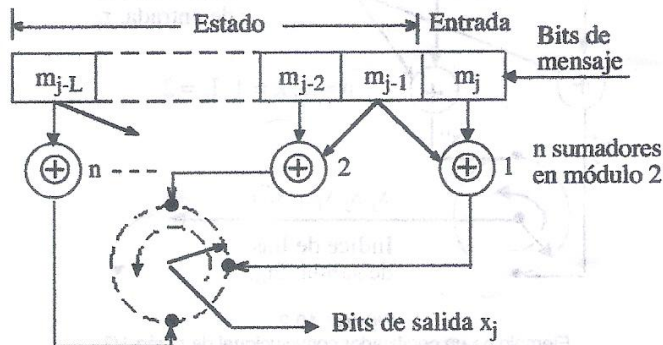 Estado
Entrada
Bits de
mensaje
m_{j-L}
m_{j-2}
m_{j-1}
m_j
n
2
1
n sumadores
en módulo 2
Bits de salida x_j